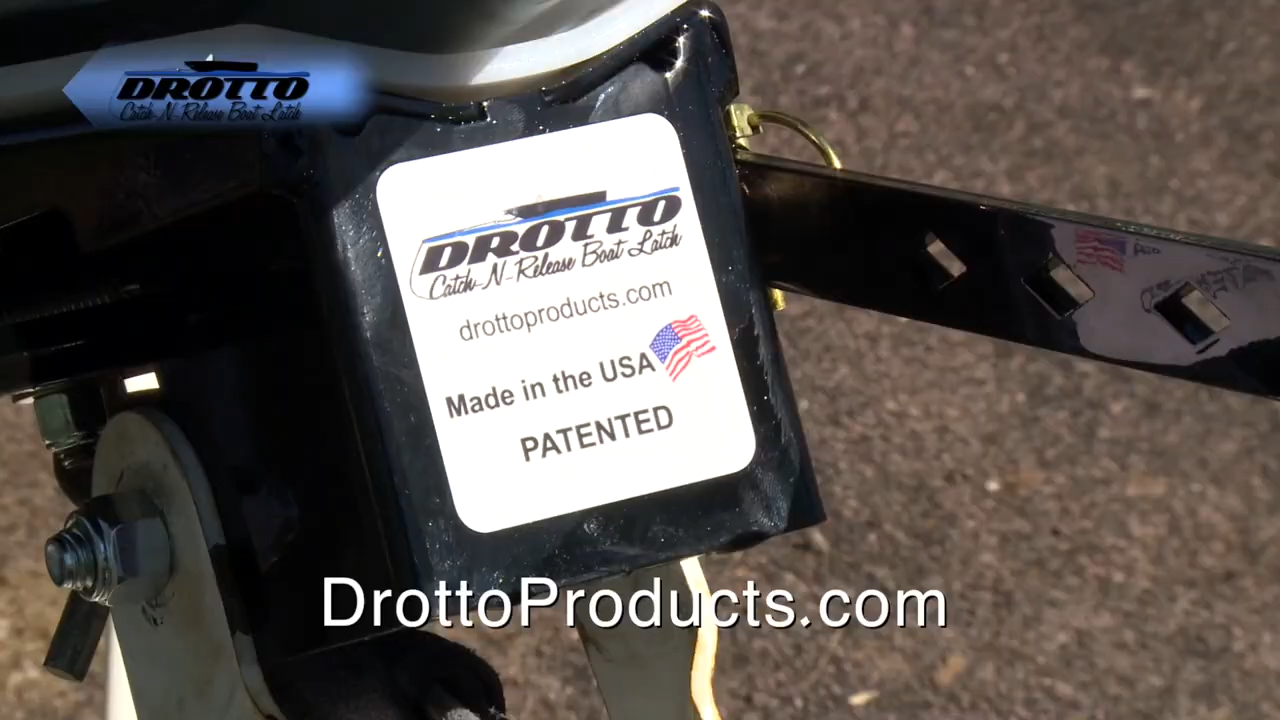 DROTTO
Catch-N-Release Boat Latch
DROTTO
Catch-N-Release Boat Latch
drottoproducts.com
Made in the USA
PATENTED
DrottoProducts.com